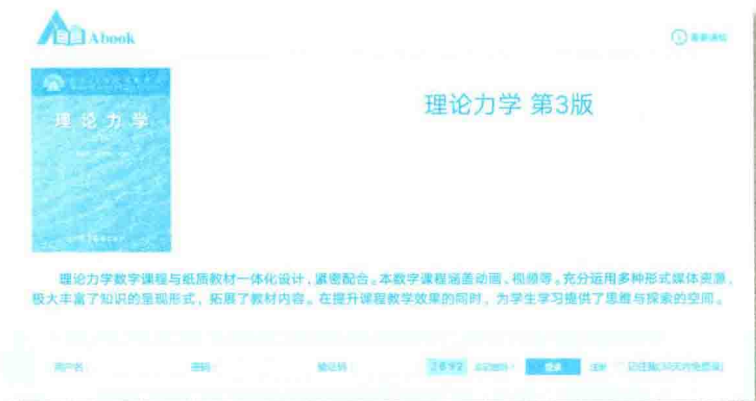 Abook
理论力学 第3版
理论力学
理论力学数字课程与纸质教材一体化设计，紧密配合。本数字课程涵盖动画、视频等。充分运用多种形式媒体资源，
极大丰富了知识的呈现形式，拓展了教材内容。在提升课程教学效果的同时，为学生学习提供了思维与探索的空间。
用户名： 密码： 验证码： 忘记密码？ 登录 注册